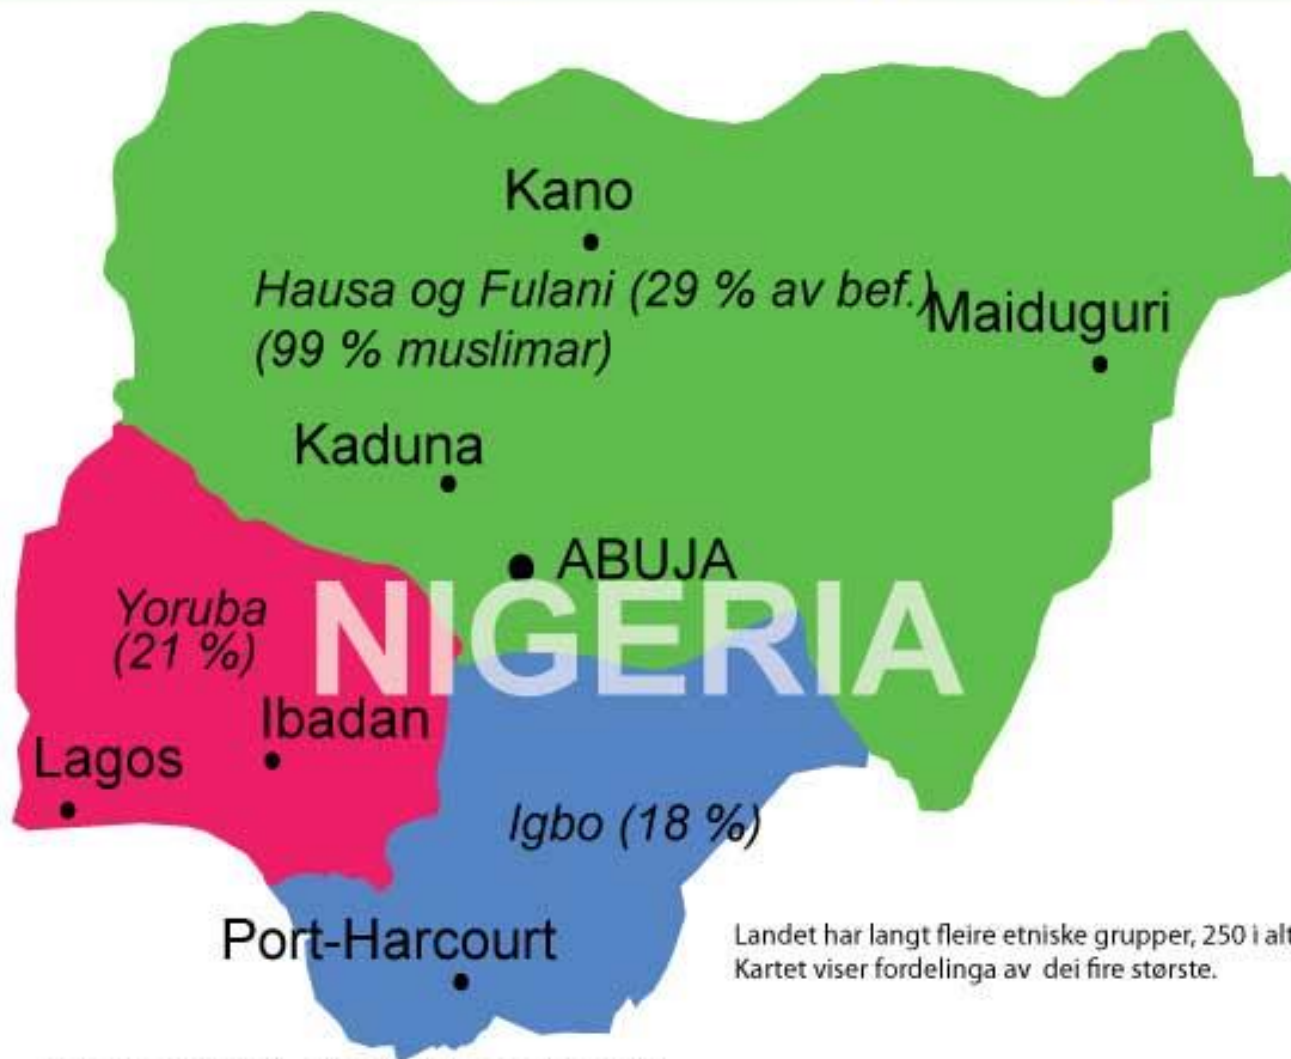 Kano
Hausa og Fulani (29 % av bef.)
(99 % muslimar)
Maiduguri
Kaduna
ABUJA
NIGERIA
Yoruba
(21 %)
Ibadan
Lagos
Igbo (18 %)
Port-Harcourt
Landet har langt fleire etniske grupper, 250 i alt
Kartet viser fordelinga av dei fire største.